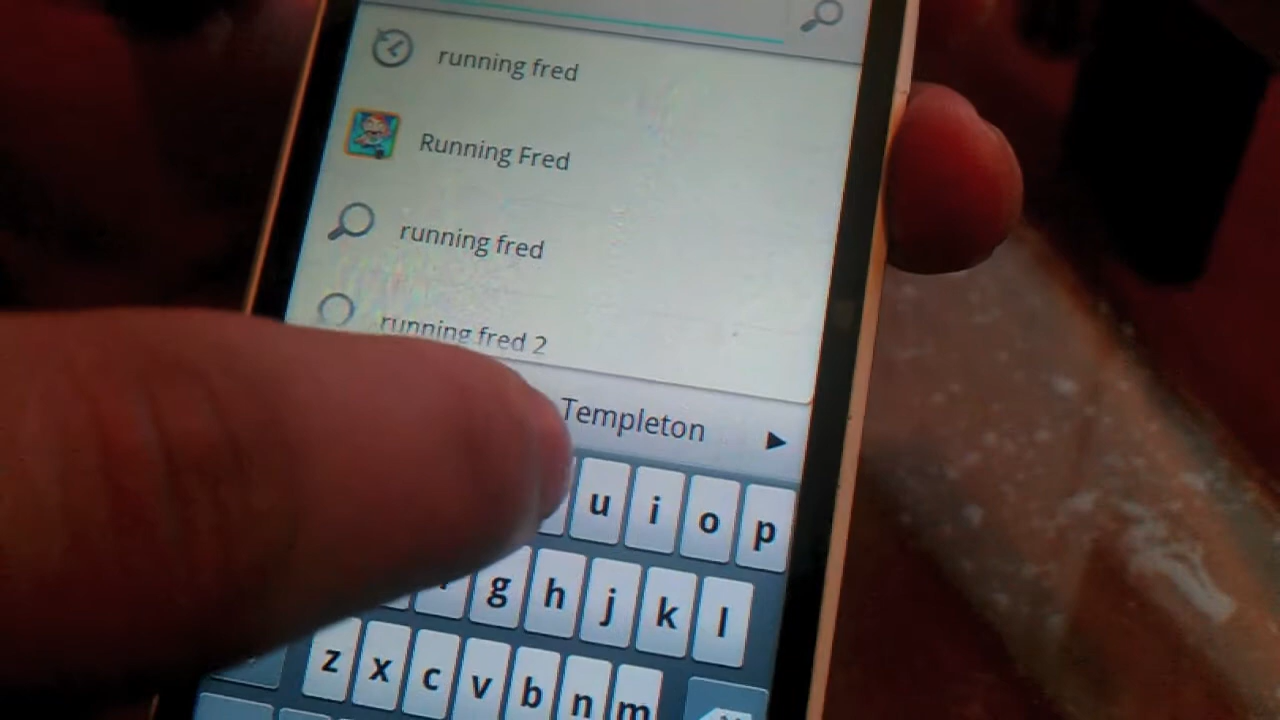 running fred
Running Fred
running fred
running fred 2
Templeton
u i o p
g h j k l
z x c v b n m